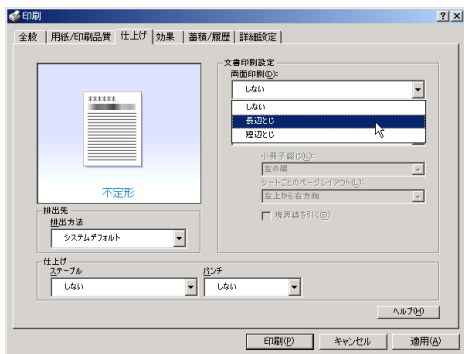 印刷
全般 用紙/印刷品質 仕上げ 効果 蓄積/履歴 詳細設定
******
不定形
文書印刷設定
両面印刷(D):
しない
しない
長辺とじ
短辺とじ
小冊子綴じ(K):
左の端
シートごとのページレイアウト(L):
左上から右方向
境界線を引く(B)
排出先
排出方法
システムデフォルト
仕上げ
ステープル
しない
パンチ
しない
ヘルプ(H)
印刷(P) キャンセル 適用(A)